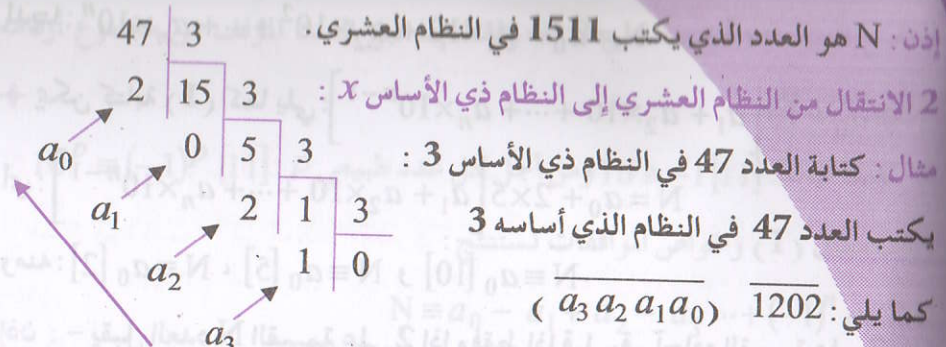 إذن : N هو العدد الذي يكتب 1511 في النظام العشري .
2 الانتقال من النظام العشري إلى النظام ذي الأساس x :
مثال : كتابة العدد 47 في النظام ذي الأساس 3 :
يكتب العدد 47 في النظام الذي أساسه 3
كما يلي : 1202 ( a₃ a₂ a₁ a₀ )
47 3
2 15 3
a₀ 0 5 3
a₁ 2 1 3
a₂ 1 0
a₃